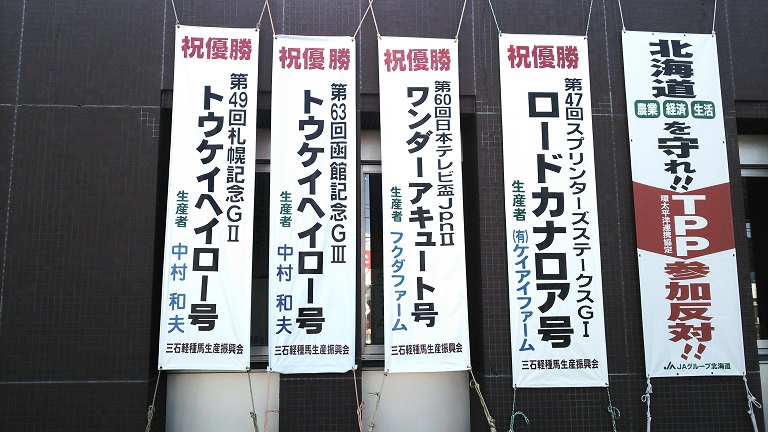 祝優勝
第49回札幌記念GⅡ
トウケイヘイロー号
生産者 中村和夫
三石軽種馬生産振興会
祝優勝
第63回函館記念GⅢ
トウケイヘイロー号
生産者 中村和夫
三石軽種馬生産振興会
祝優勝
第60回日本テレビ盃JpnⅡ
ワンダーアキュート号
生産者 フクダファーム
三石軽種馬生産振興会
祝優勝
第47回スプリンターズステークスGⅠ
ロードカナロア号
生産者 (有)ケイアイファーム
三石軽種馬生産振興会
北海道
農業 経済 生活
を守れ!!
TPP
環太平洋連携協定
参加反対!!
JA JAグループ北海道